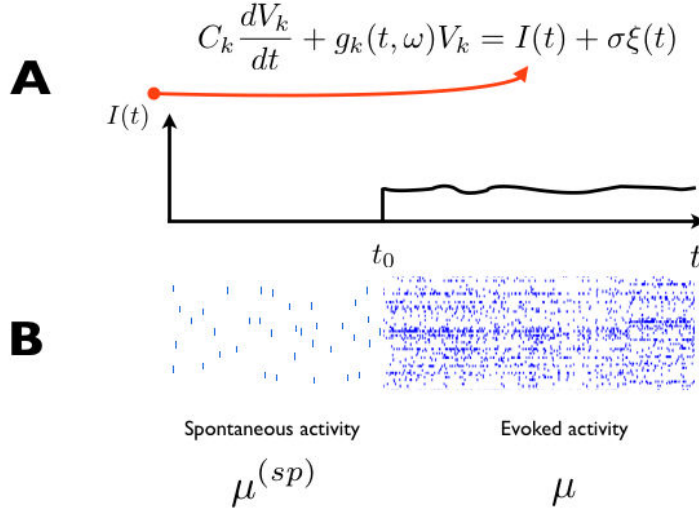 C_k dV_k/dt + g_k(t, ω)V_k = I(t) + σξ(t)
A
I(t)
t_0 t
B
Spontaneous activity Evoked activity
μ^(sp) μ